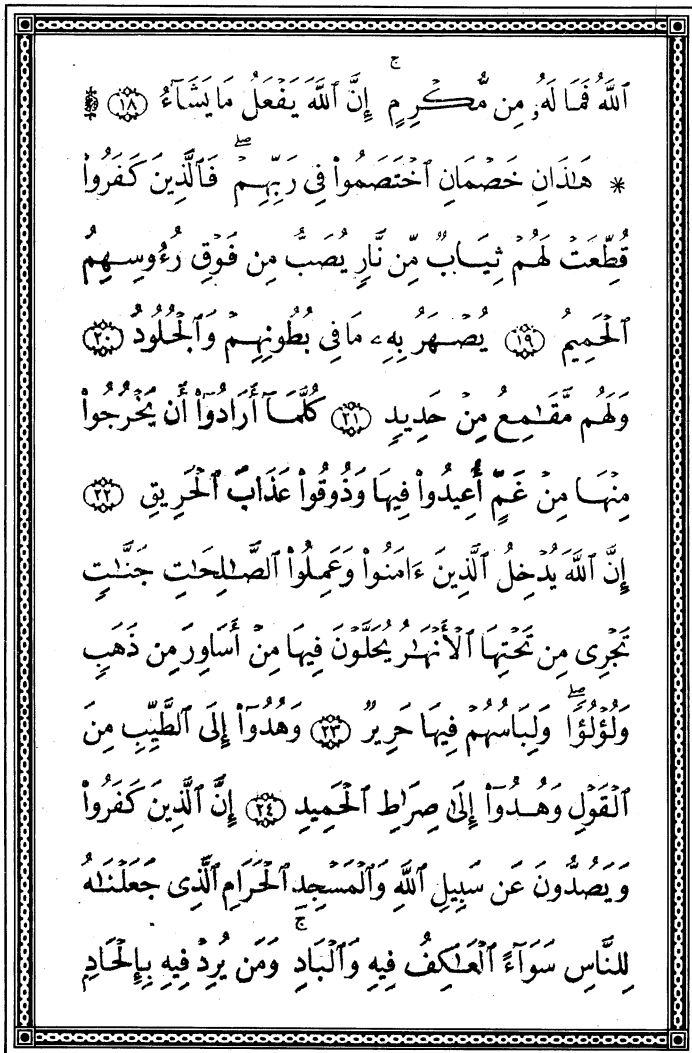 ٱللَّهُ فَمَا لَهُۥ مِن مُّكْرِمٍ ۚ إِنَّ ٱللَّهَ يَفْعَلُ مَا يَشَآءُ ١٨ ۩
* هَٰذَانِ خَصْمَانِ ٱخْتَصَمُوا۟ فِى رَبِّهِمْ ۖ فَٱلَّذِينَ كَفَرُوا۟
قُطِّعَتْ لَهُمْ ثِيَابٌ مِّن نَّارٍ يُصَبُّ مِن فَوْقِ رُءُوسِهِمُ
ٱلْحَمِيمُ ١٩ يُصْهَرُ بِهِۦ مَا فِى بُطُونِهِمْ وَٱلْجُلُودُ ٢٠
وَلَهُم مَّقَٰمِعُ مِنْ حَدِيدٍ ٢١ كُلَّمَآ أَرَادُوٓا۟ أَن يَخْرُجُوا۟
مِنْهَا مِنْ غَمٍّ أُعِيدُوا۟ فِيهَا وَذُوقُوا۟ عَذَابَ ٱلْحَرِيقِ ٢٢
إِنَّ ٱللَّهَ يُدْخِلُ ٱلَّذِينَ ءَامَنُوا۟ وَعَمِلُوا۟ ٱلصَّٰلِحَٰتِ جَنَّٰتٍ
تَجْرِى مِن تَحْتِهَا ٱلْأَنْهَٰرُ يُحَلَّوْنَ فِيهَا مِنْ أَسَاوِرَ مِن ذَهَبٍ
وَلُؤْلُؤًا ۖ وَلِبَاسُهُمْ فِيهَا حَرِيرٌ ٢٣ وَهُدُوٓا۟ إِلَى ٱلطَّيِّبِ مِنَ
ٱلْقَوْلِ وَهُدُوٓا۟ إِلَىٰ صِرَٰطِ ٱلْحَمِيدِ ٢٤ إِنَّ ٱلَّذِينَ كَفَرُوا۟
وَيَصُدُّونَ عَن سَبِيلِ ٱللَّهِ وَٱلْمَسْجِدِ ٱلْحَرَامِ ٱلَّذِى جَعَلْنَٰهُ
لِلنَّاسِ سَوَآءً ٱلْعَٰكِفُ فِيهِ وَٱلْبَادِ ۚ وَمَن يُرِدْ فِيهِ بِإِلْحَادٍۭ